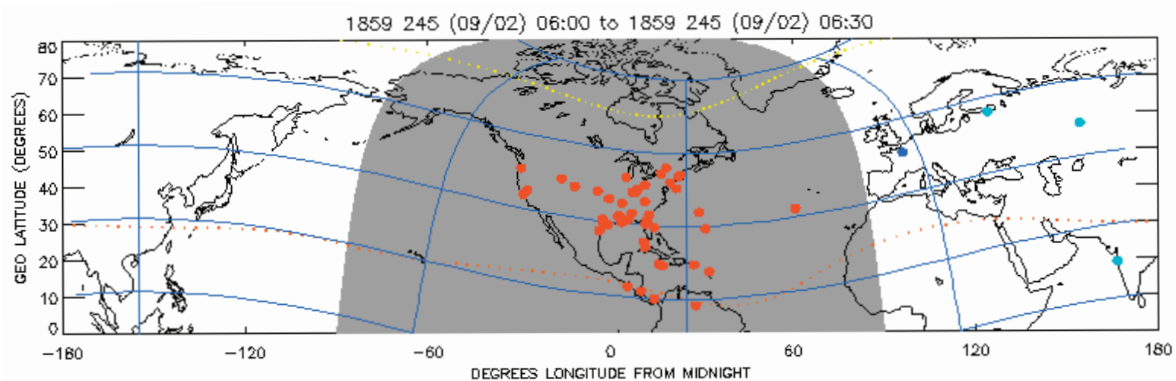 1859 245 (09/02) 06:00 to 1859 245 (09/02) 06:30
80
70
60
50
40
30
20
10
0
GEO LATITUDE (DEGREES)
−180 −120 −60 0 60 120 180
DEGREES LONGITUDE FROM MIDNIGHT